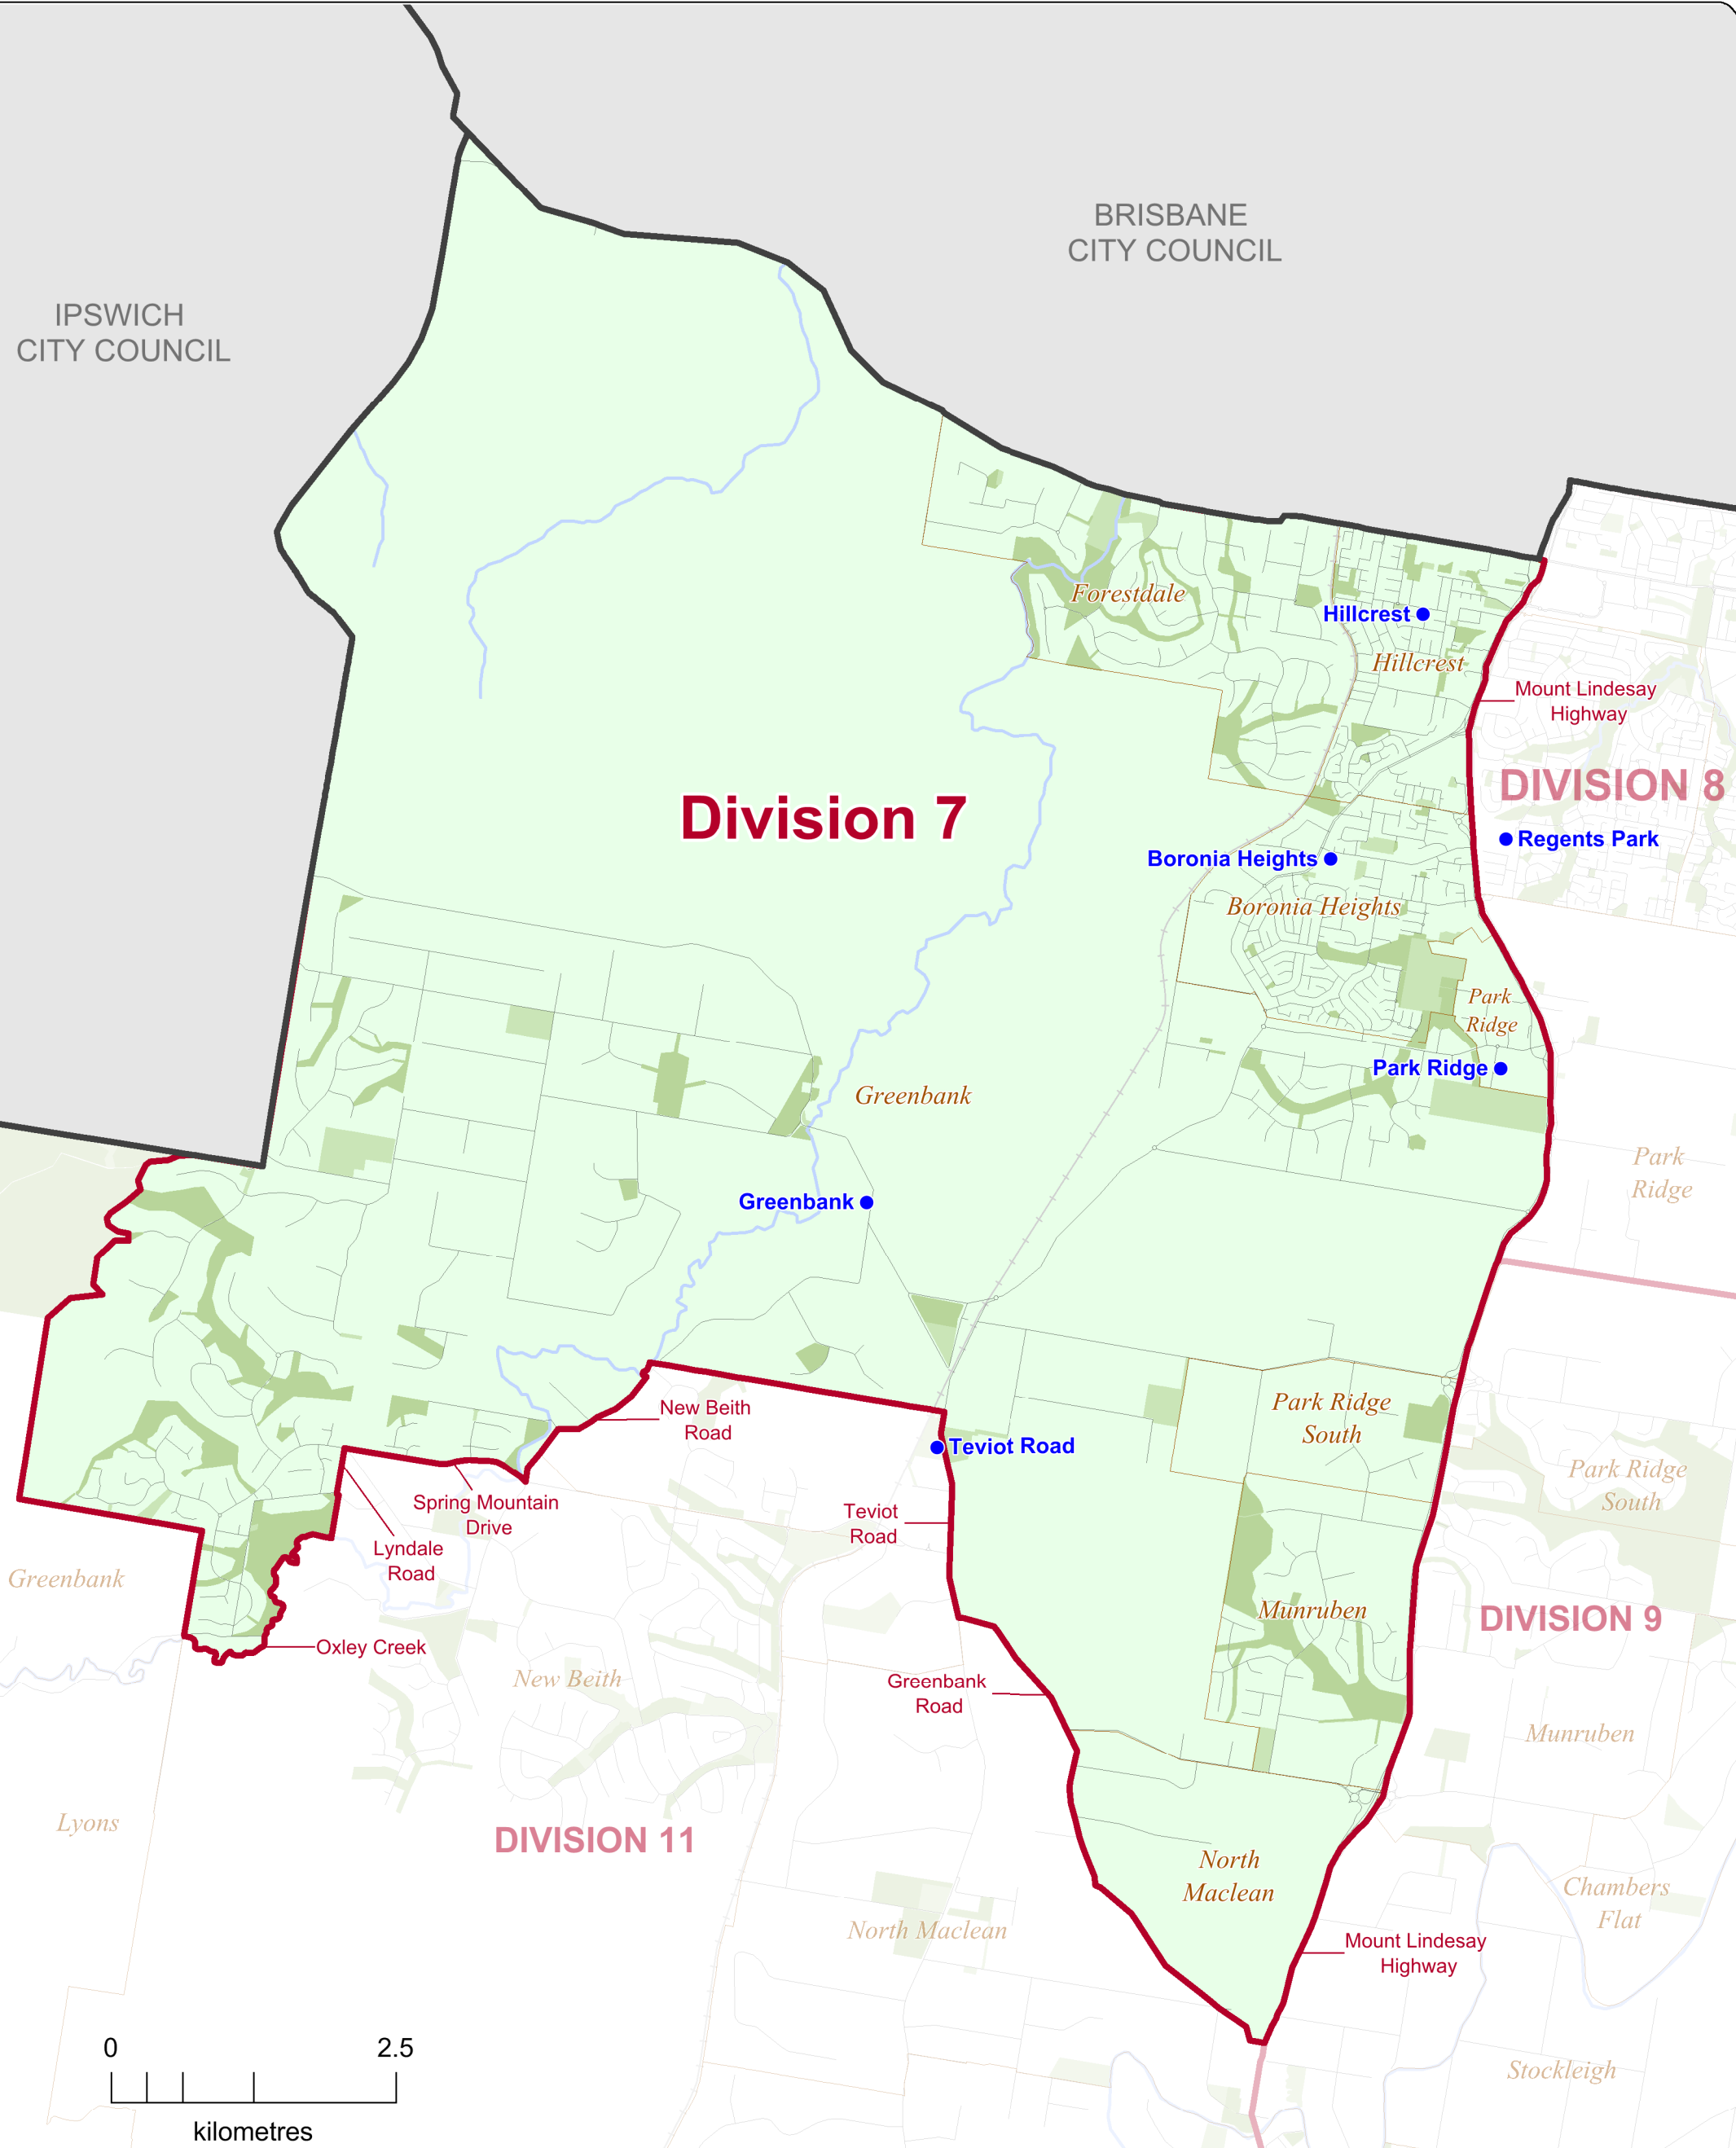 BRISBANE
CITY COUNCIL
IPSWICH
CITY COUNCIL
Forestdale
Hillcrest
Hillcrest
Mount Lindesay
Highway
DIVISION 8
Division 7
Regents Park
Boronia Heights
Boronia Heights
Park
Ridge
Park Ridge
Greenbank
Park
Ridge
Greenbank
Park Ridge
South
New Beith
Road
Teviot Road
Park Ridge
South
Spring Mountain
Drive
Teviot
Road
Lyndale
Road
Greenbank
Munruben
DIVISION 9
Oxley Creek
New Beith
Greenbank
Road
Munruben
Lyons
DIVISION 11
North
Maclean
Chambers
Flat
North Maclean
Mount Lindesay
Highway
0 2.5
kilometres
Stockleigh